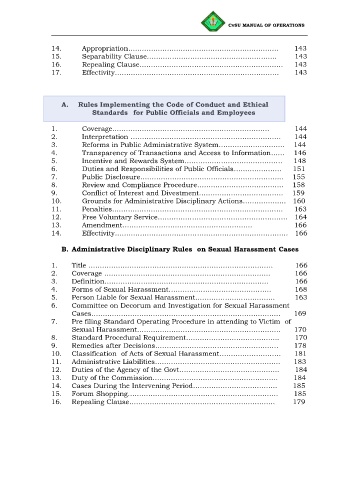 CvSU MANUAL OF OPERATIONS
14. Appropriation........................................................................ 143
15. Separability Clause............................................................. 143
16. Repealing Clause................................................................. 143
17. Effectivity............................................................................. 143
A. Rules Implementing the Code of Conduct and Ethical
Standards for Public Officials and Employees
1. Coverage.......................................................................... 144
2. Interpretation ..................................................................... 144
3. Reforms in Public Administrative System............................... 144
4. Transparency of Transactions and Access to Information...... 146
5. Incentive and Rewards System.............................................. 148
6. Duties and Responsibilities of Public Officials...................... 151
7. Public Disclosure................................................................. 155
8. Review and Compliance Procedure........................................ 158
9. Conflict of Interest and Divestment....................................... 159
10. Grounds for Administrative Disciplinary Actions.................... 160
11. Penalties.............................................................................. 163
12. Free Voluntary Service.......................................................... 164
13. Amendment.......................................................................... 166
14. Effectivity............................................................................. 166
B. Administrative Disciplinary Rules on Sexual Harassment Cases
1. Title ..................................................................................... 166
2. Coverage .............................................................................. 166
3. Definition.............................................................................. 166
4. Forms of Sexual Harassment................................................ 168
5. Person Liable for Sexual Harassment..................................... 163
6. Committee on Decorum and Investigation for Sexual Harassment
Cases.................................................................................... 169
7. Pre filing Standard Operating Procedure in attending to Victim of
Sexual Harassment............................................................... 170
8. Standard Procedural Requirement......................................... 170
9. Remedies after Decisions....................................................... 178
10. Classification of Acts of Sexual Harassment........................... 181
11. Administrative Liabilities....................................................... 183
12. Duties of the Agency of the Govt........................................... 184
13. Duty of the Commission........................................................ 184
14. Cases During the Intervening Period...................................... 185
15. Forum Shopping................................................................... 185
16. Repealing Clause.................................................................. 179